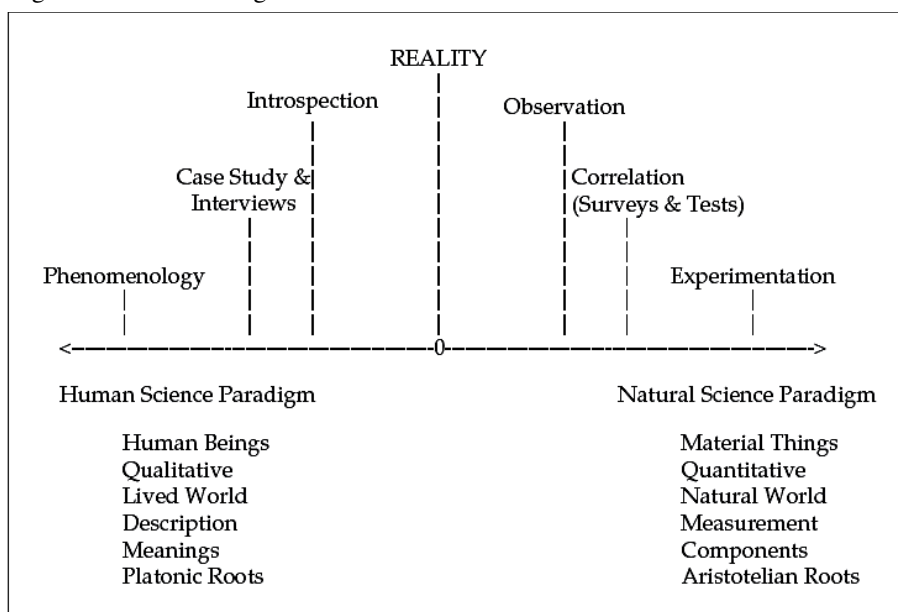 REALITY
Introspection
Observation
Case Study &
Interviews
Correlation
(Surveys & Tests)
Phenomenology
Experimentation
0
Human Science Paradigm
Natural Science Paradigm
Human Beings
Qualitative
Lived World
Description
Meanings
Platonic Roots
Material Things
Quantitative
Natural World
Measurement
Components
Aristotelian Roots